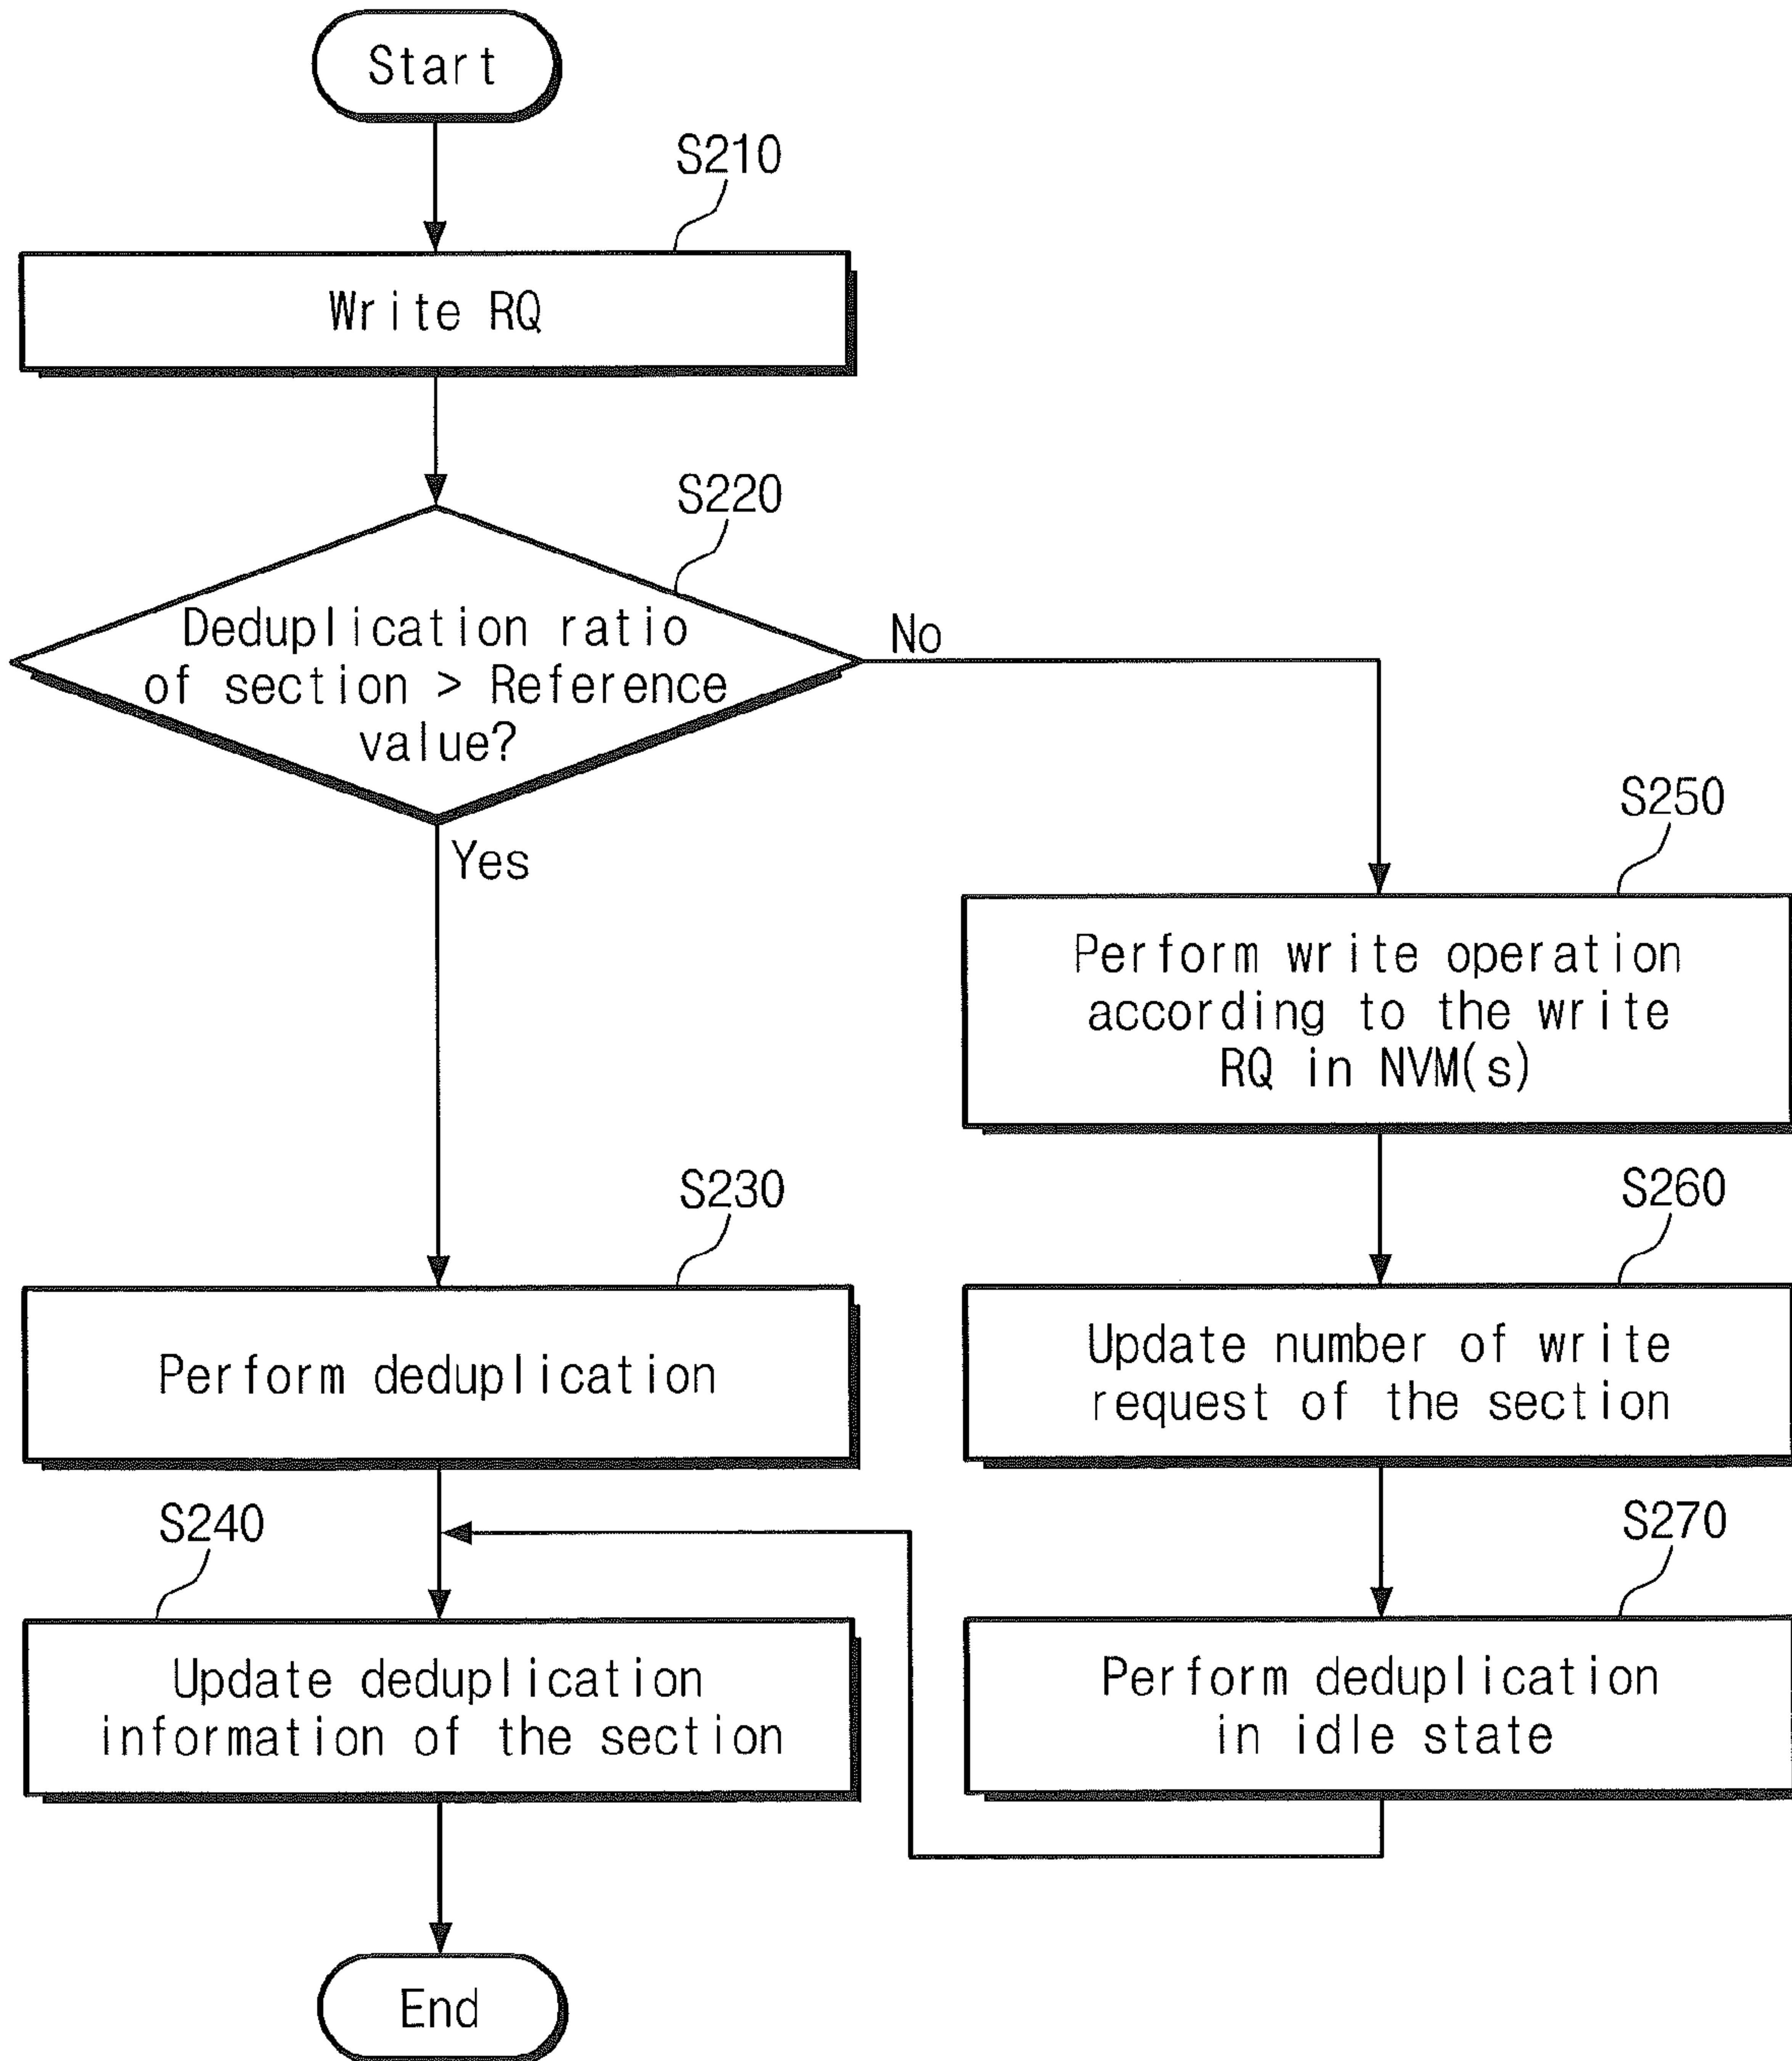 Start
S210
Write RQ
S220
Deduplication ratio
of section > Reference
value?
No
Yes
S250
Perform write operation
according to the write
RQ in NVM(s)
S230
Perform deduplication
S260
Update number of write
request of the section
S240
Update deduplication
information of the section
S270
Perform deduplication
in idle state
End